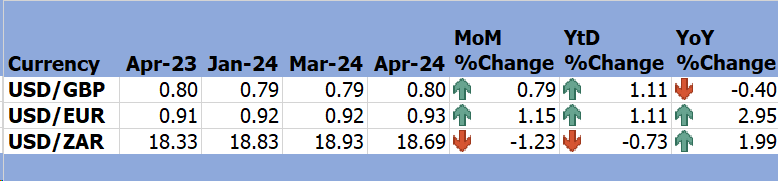 MoM YtD YoY
Currency Apr-23 Jan-24 Mar-24 Apr-24 %Change %Change %Change
USD/GBP 0.80 0.79 0.79 0.80 0.79 1.11 -0.40
USD/EUR 0.91 0.92 0.92 0.93 1.15 1.11 2.95
USD/ZAR 18.33 18.83 18.93 18.69 -1.23 -0.73 1.99